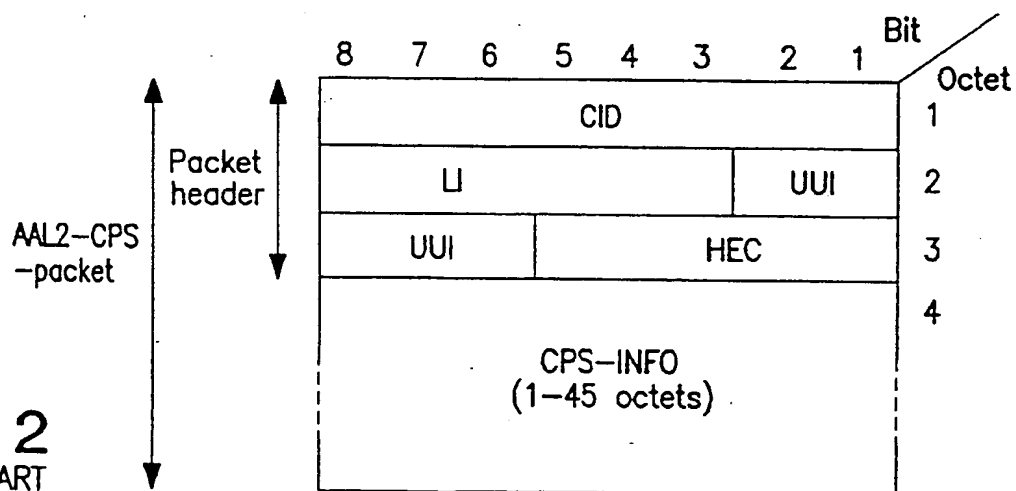 Bit
8 7 6 5 4 3 2 1
Octet
CID 1
Packet
header
LI UUI 2
AAL2-CPS
-packet
UUI HEC 3
4
CPS-INFO
(1-45 octets)
2
ART